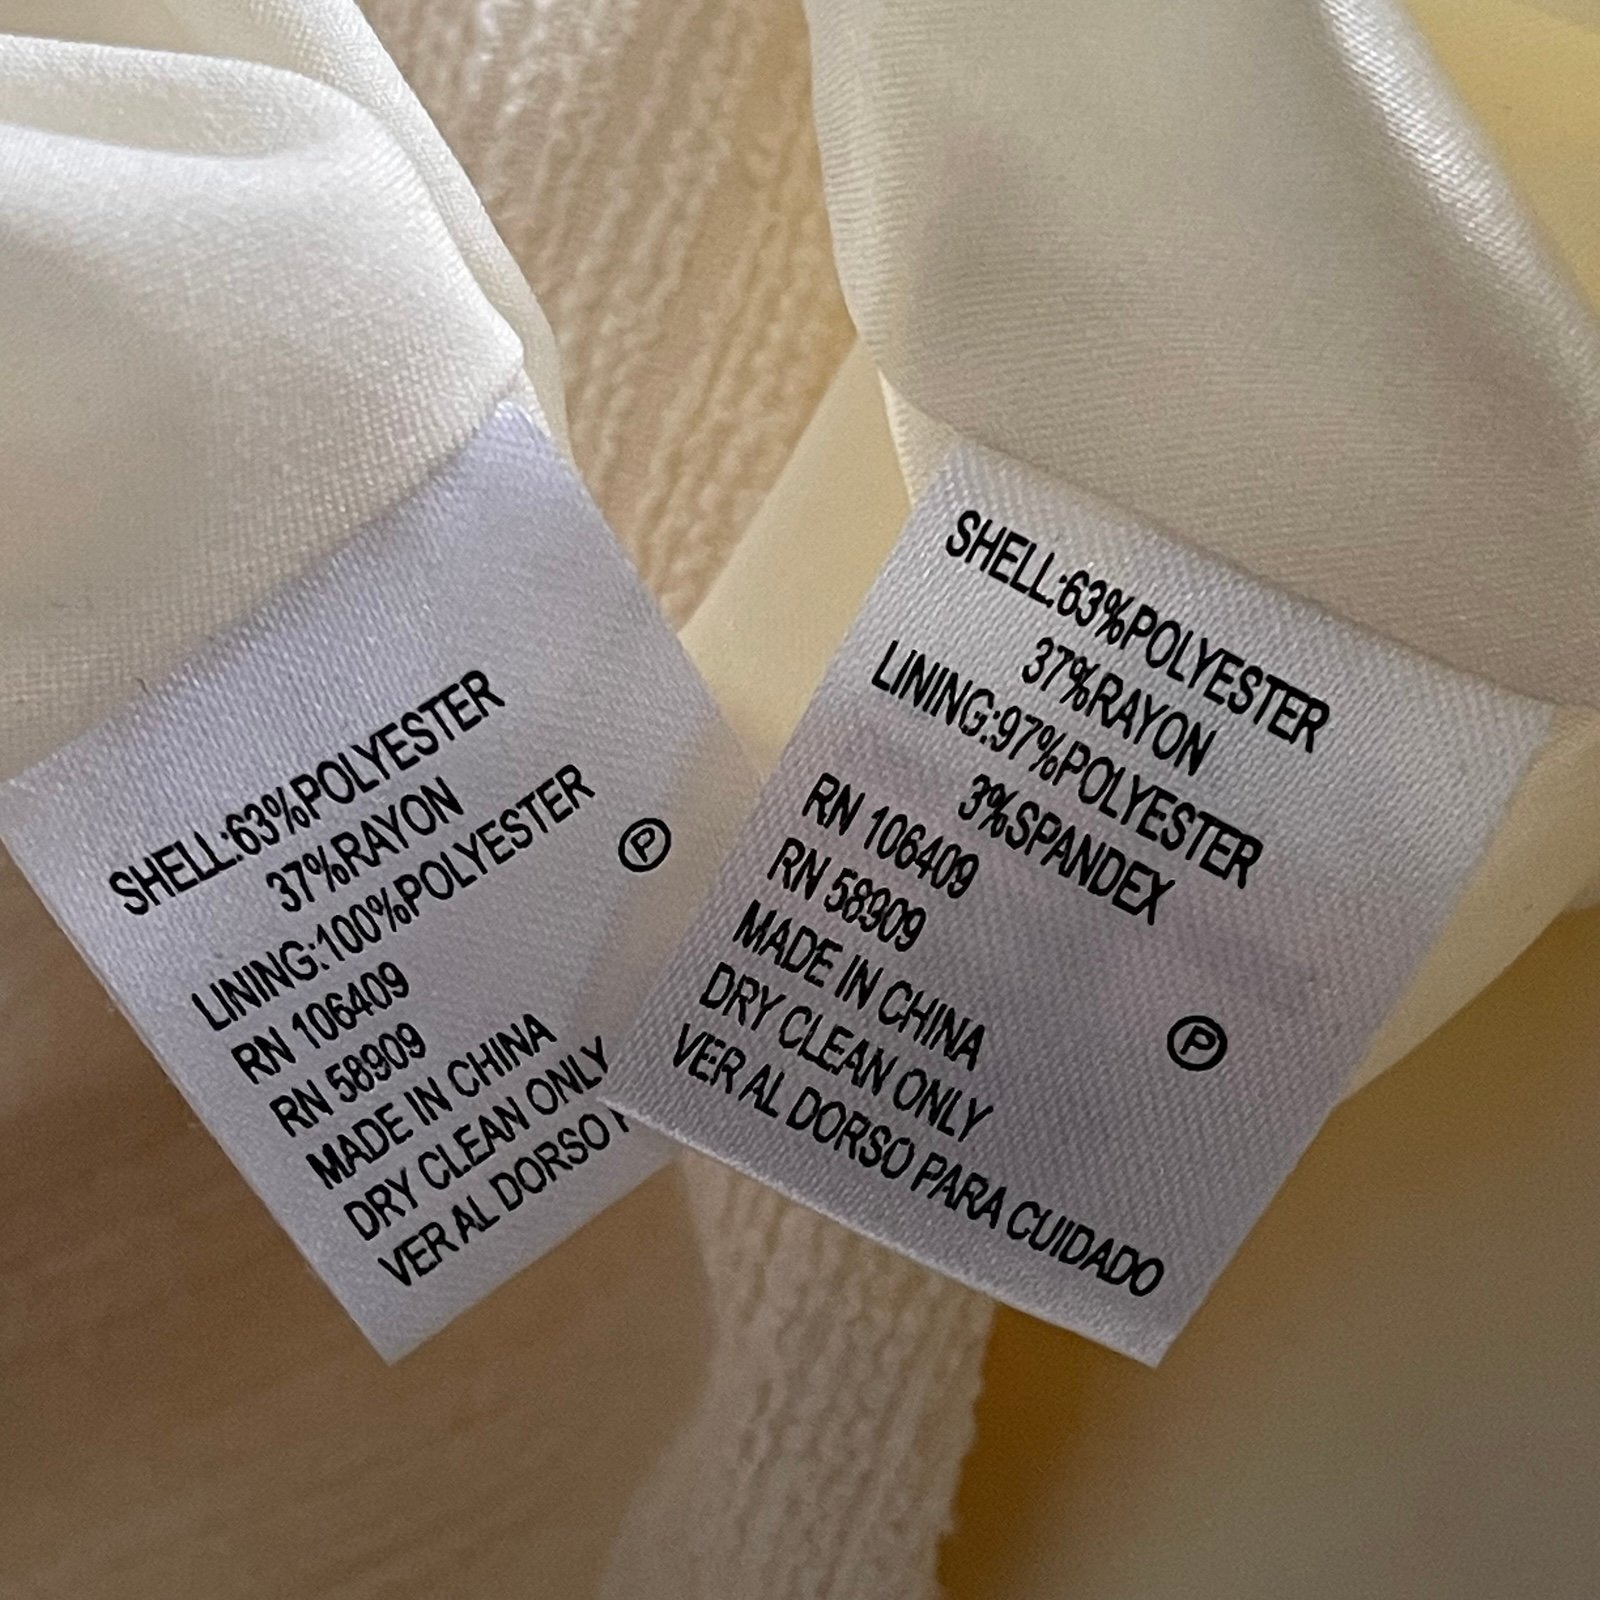 SHELL:63%POLYESTER
37%RAYON
LINING:100%POLYESTER
RN 106409
RN 58909
MADE IN CHINA
DRY CLEAN ONLY
VER AL DORSO
P
SHELL:63%POLYESTER
37%RAYON
LINING:97%POLYESTER
3%SPANDEX
RN 106409
RN 58909
MADE IN CHINA
DRY CLEAN ONLY
VER AL DORSO PARA CUIDADO
P